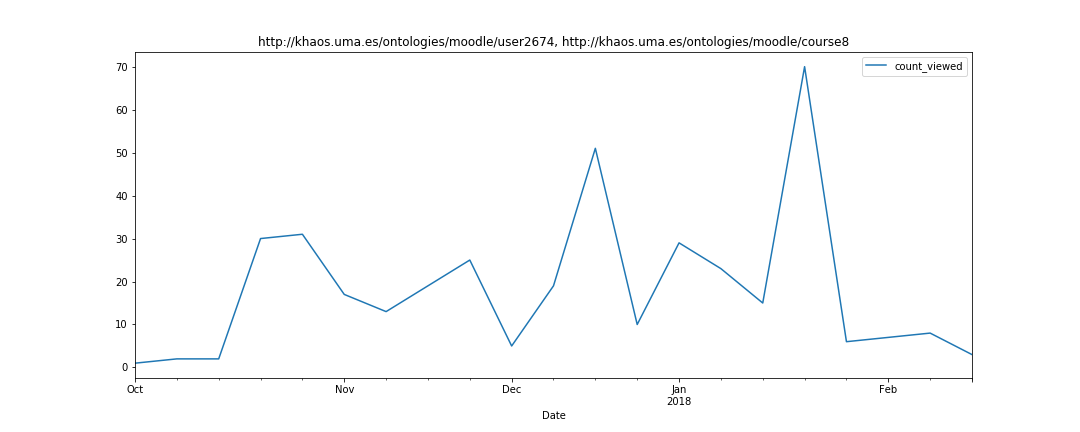 http://khaos.uma.es/ontologies/moodle/user2674, http://khaos.uma.es/ontologies/moodle/course8
count_viewed
70
60
50
40
30
20
10
0
Oct Nov Dec Jan Feb
2018
Date